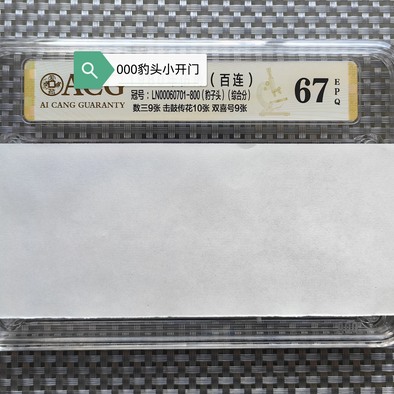 000豹头小开门
ACG
（百连）
AI CANG GUARANTY
冠号：LN00060701-800（豹子头）（综合分）
数三9张 击鼓传花10张 双喜号9张
67
EPQ